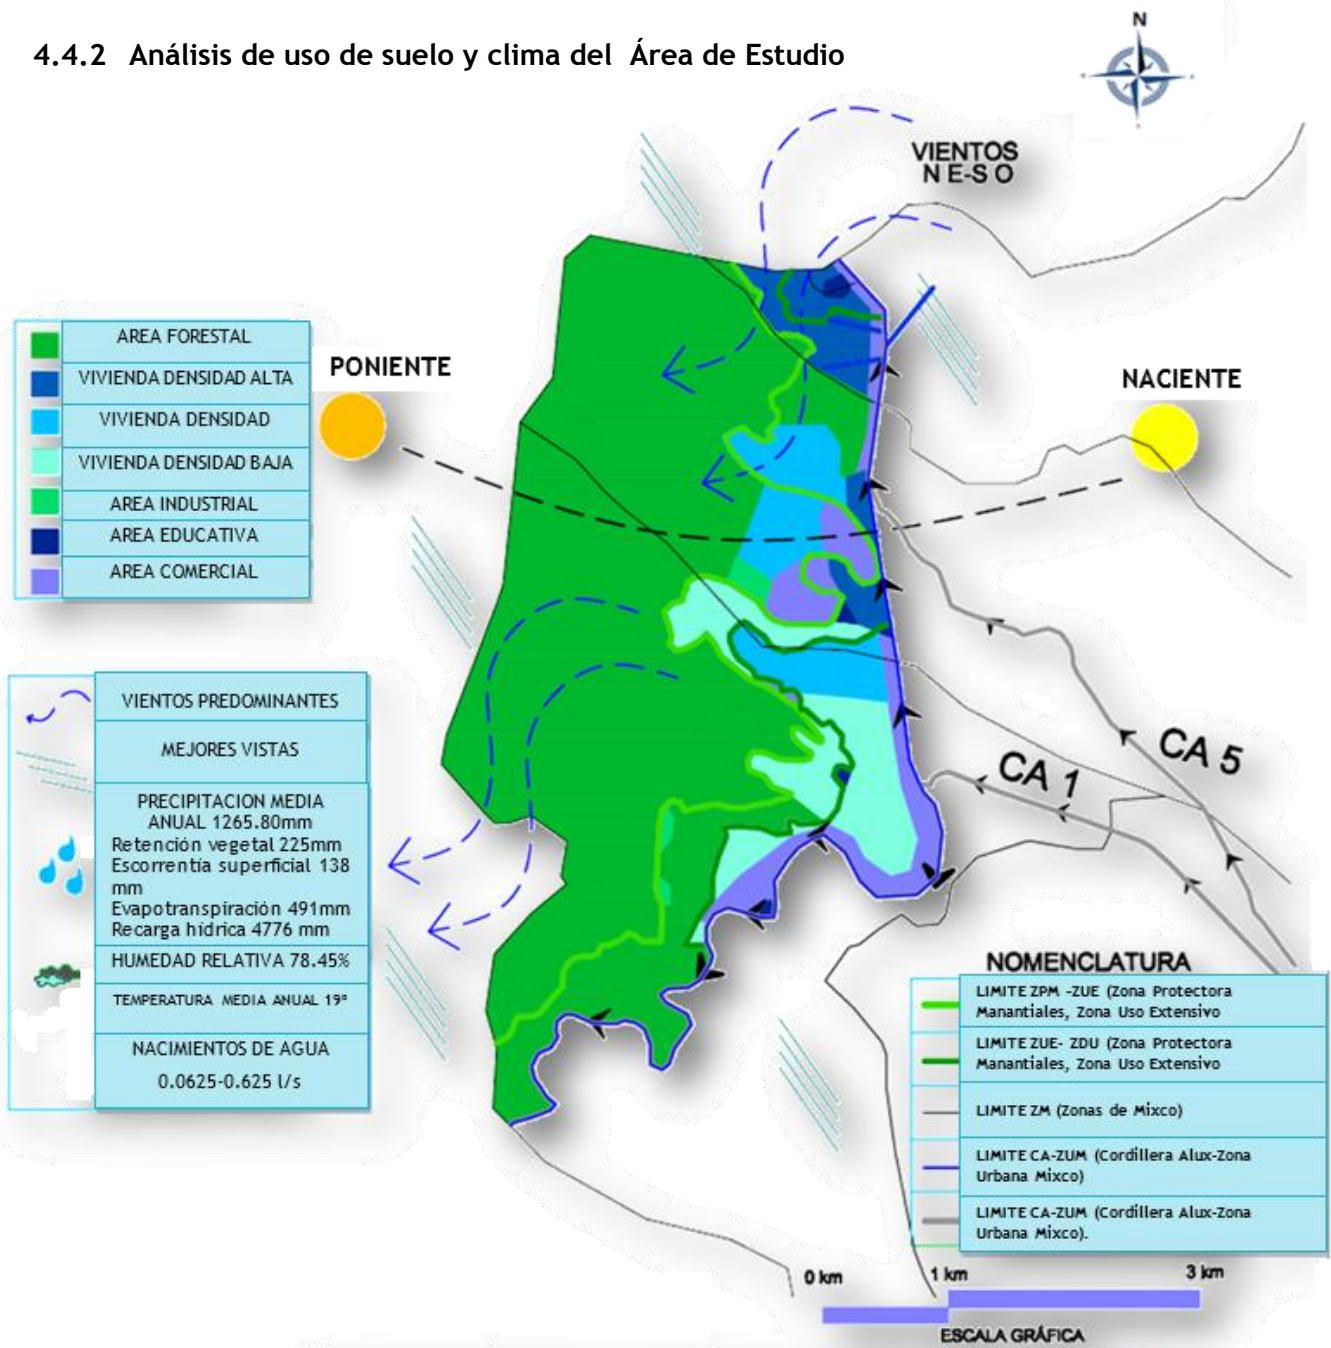 4.4.2 Análisis de uso de suelo y clima del Área de Estudio
N
VIENTOS
N E-S O
AREA FORESTAL
VIVIENDA DENSIDAD ALTA
VIVIENDA DENSIDAD
VIVIENDA DENSIDAD BAJA
AREA INDUSTRIAL
AREA EDUCATIVA
AREA COMERCIAL
PONIENTE
NACIENTE
VIENTOS PREDOMINANTES
MEJORES VISTAS
PRECIPITACION MEDIA
ANUAL 1265.80mm
Retención vegetal 225mm
Escorrentía superficial 138
mm
Evapotranspiración 491mm
Recarga hídrica 4776 mm
HUMEDAD RELATIVA 78.45%
TEMPERATURA MEDIA ANUAL 19º
NACIMIENTOS DE AGUA
0.0625-0.625 l/s
CA 1
CA 5
NOMENCLATURA
LIMITE ZPM -ZUE (Zona Protectora
Manantiales, Zona Uso Extensivo
LIMITE ZUE- ZDU (Zona Protectora
Manantiales, Zona Uso Extensivo
LIMITE ZM (Zonas de Mixco)
LIMITE CA-ZUM (Cordillera Alux-Zona
Urbana Mixco)
LIMITE CA-ZUM (Cordillera Alux-Zona
Urbana Mixco).
0 km
1 km
3 km
ESCALA GRÁFICA